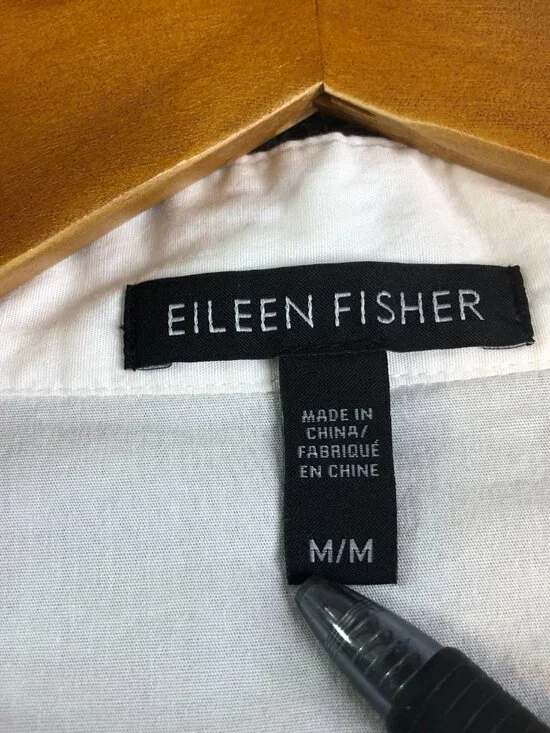 EILEEN FISHER
MADE IN
CHINA/
FABRIQUÉ
EN CHINE
M/M